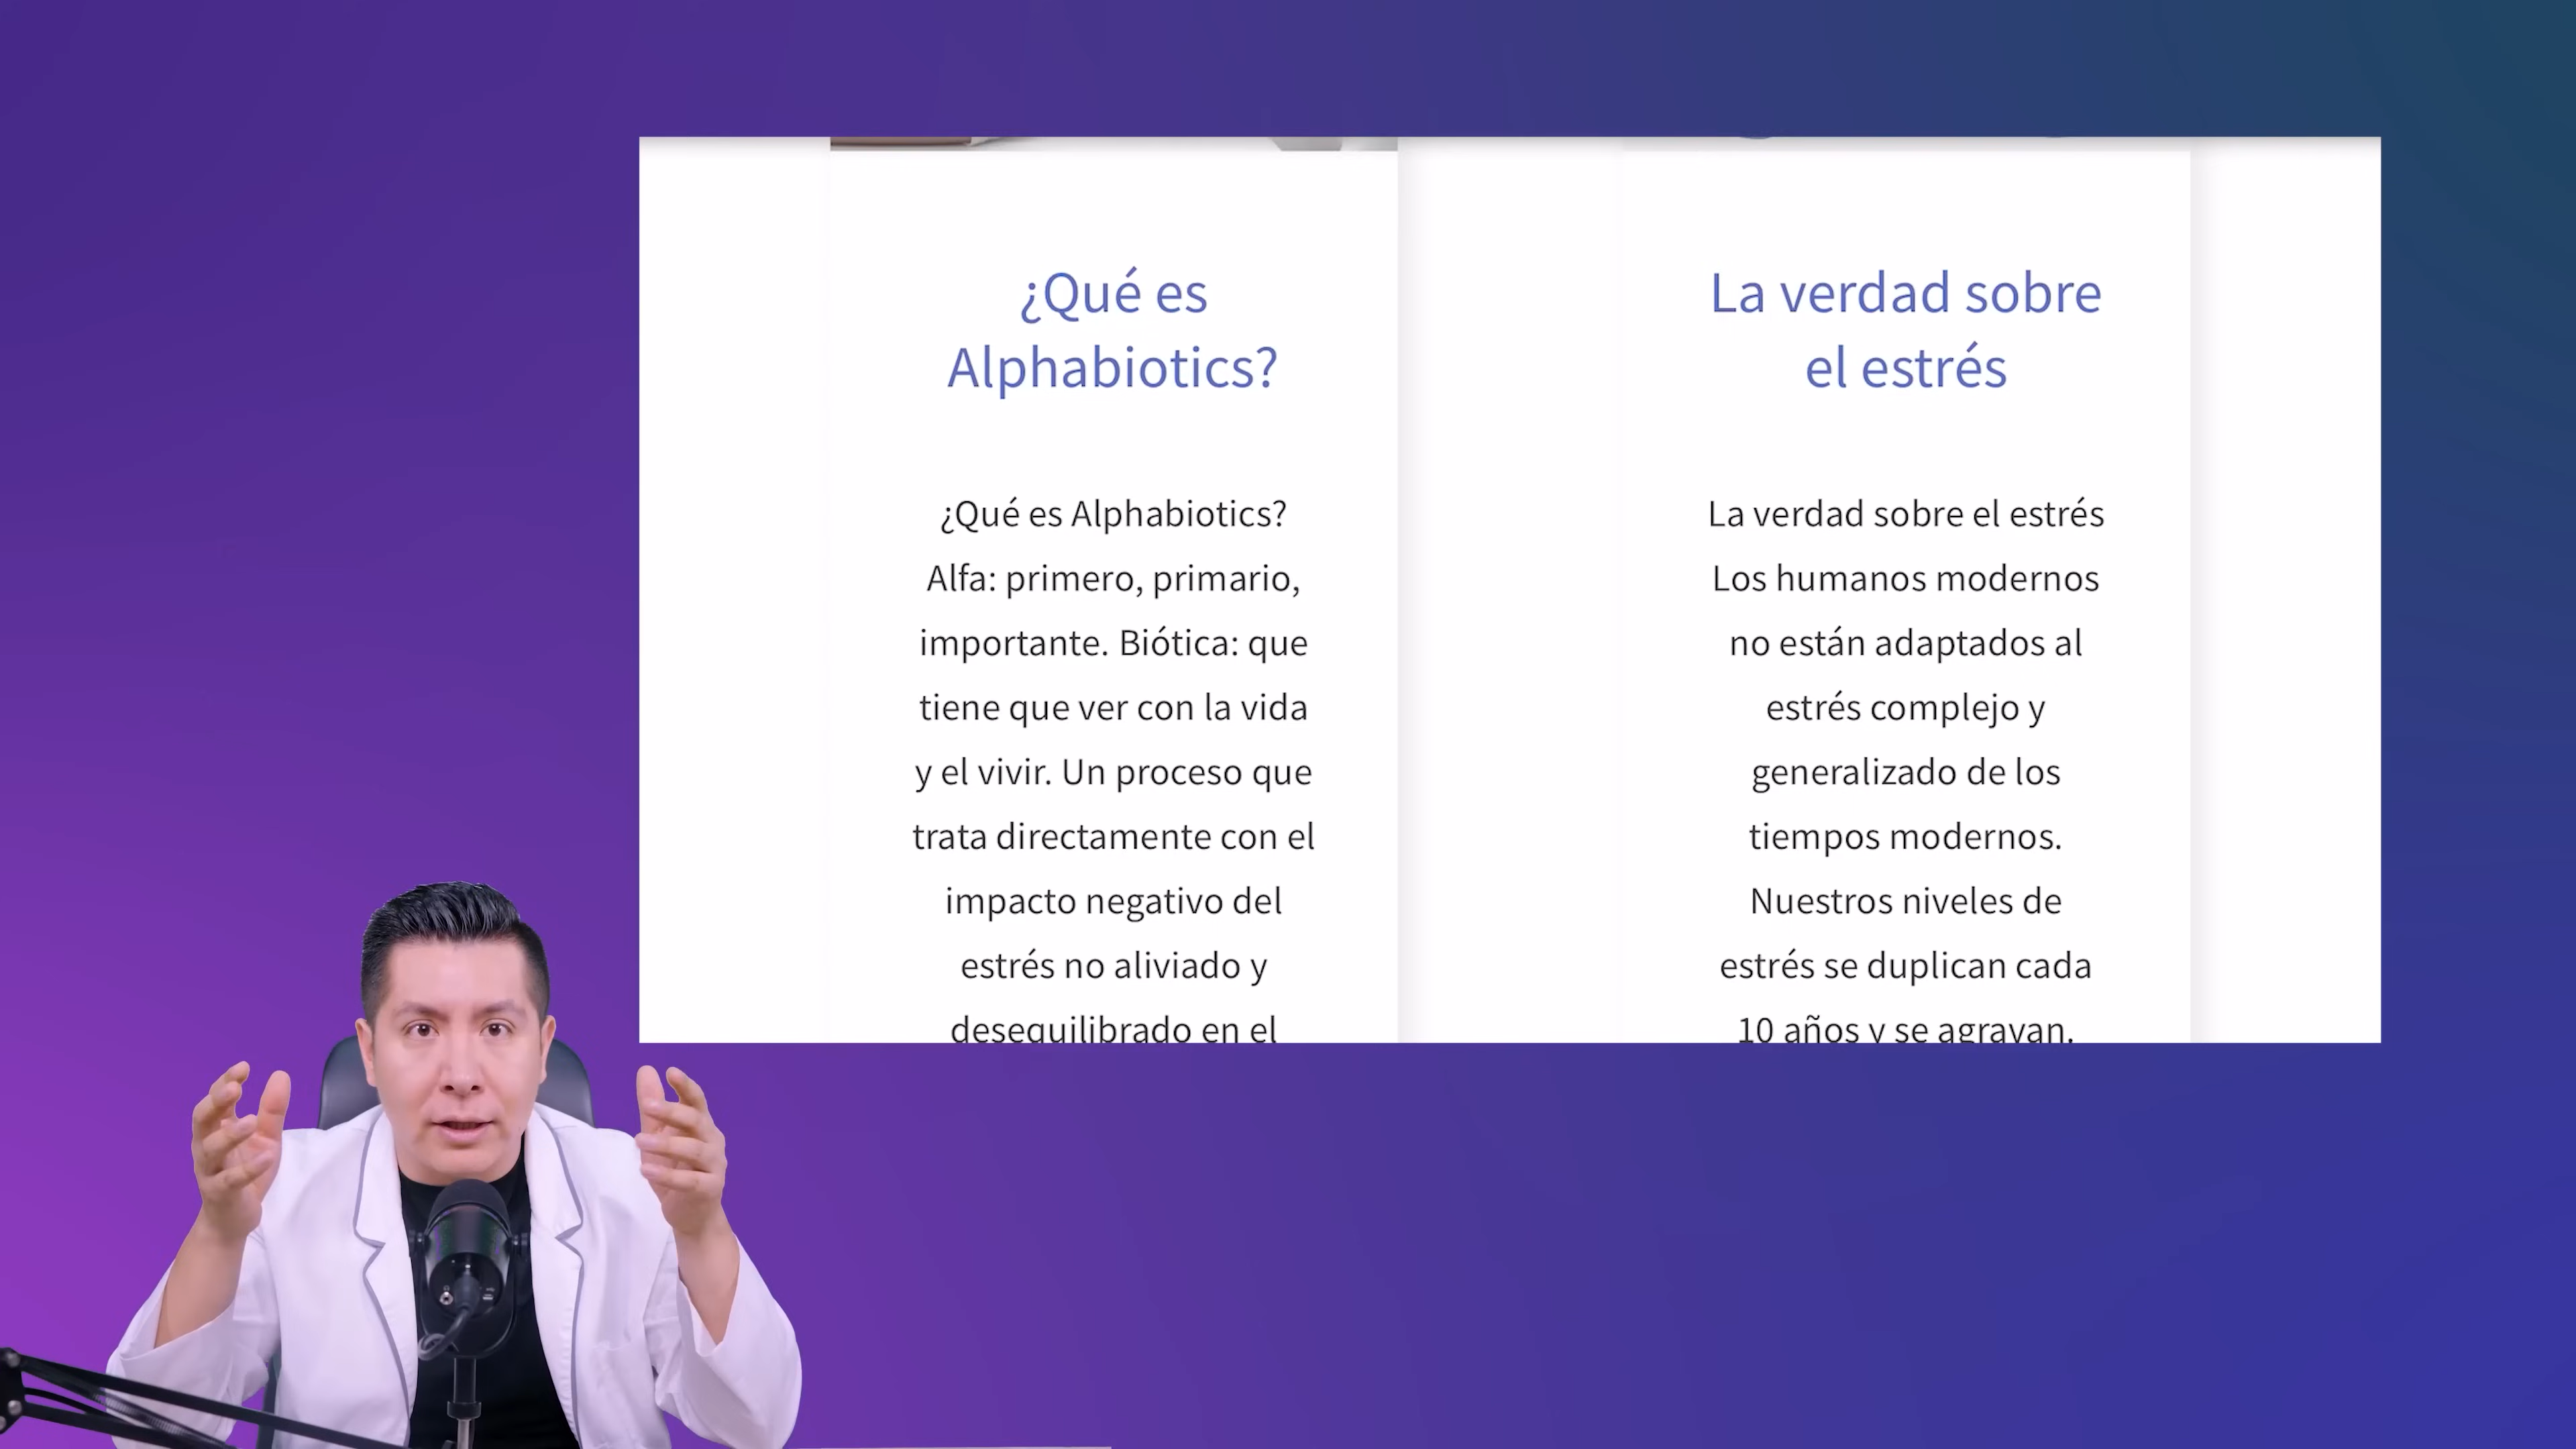 ¿Qué es
Alphabiotics?
¿Qué es Alphabiotics?
Alfa: primero, primario,
importante. Biótica: que
tiene que ver con la vida
y el vivir. Un proceso que
trata directamente con el
impacto negativo del
estrés no aliviado y
desequilibrado en el
La verdad sobre
el estrés
La verdad sobre el estrés
Los humanos modernos
no están adaptados al
estrés complejo y
generalizado de los
tiempos modernos.
Nuestros niveles de
estrés se duplican cada
10 años y se agravan.